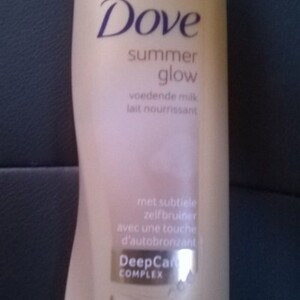 Dove
summer
glow
voedende milk
lait nourrissant
met subtiele
zelfbruiner
avec une touche
d'autobronzant
DeepCare
COMPLEX